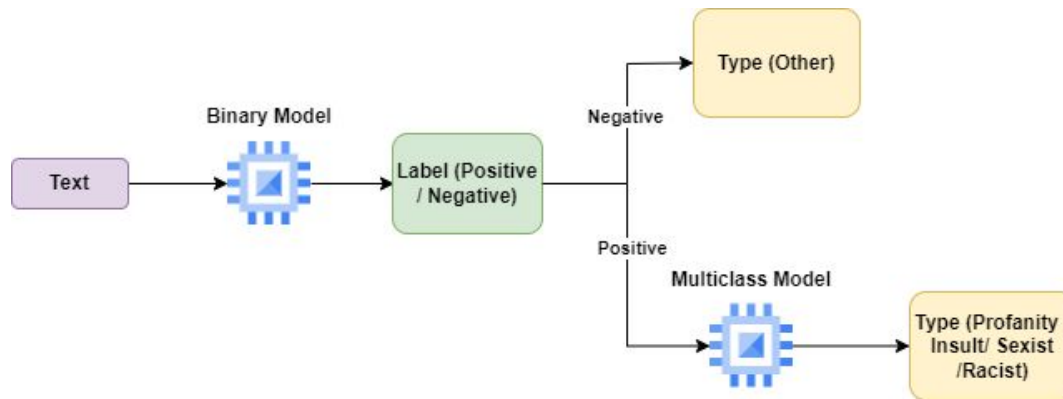 Text
Binary Model
Label (Positive
/ Negative)
Negative
Type (Other)
Positive
Multiclass Model
Type (Profanity
Insult/ Sexist
/Racist)